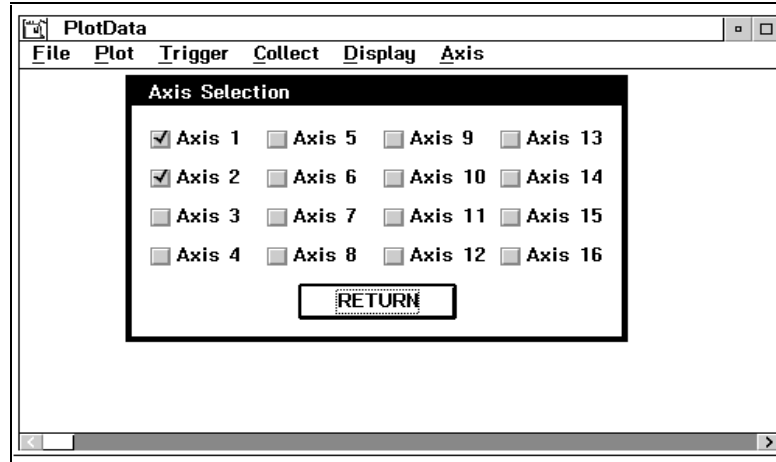 PlotData
File Plot Trigger Collect Display Axis
Axis Selection
Axis 1 Axis 5 Axis 9 Axis 13
Axis 2 Axis 6 Axis 10 Axis 14
Axis 3 Axis 7 Axis 11 Axis 15
Axis 4 Axis 8 Axis 12 Axis 16
RETURN